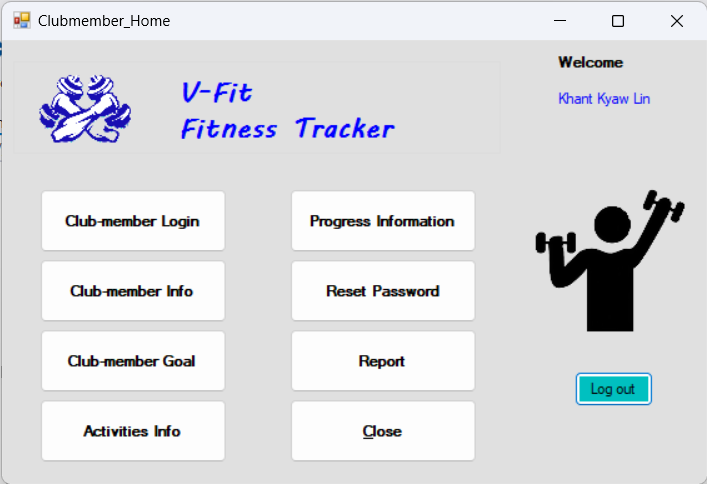 Clubmember_Home
Welcome
Khant Kyaw Lin
V-Fit
Fitness Tracker
Club-member Login
Progress Information
Club-member Info
Reset Password
Club-member Goal
Report
Activities Info
Close
Log out